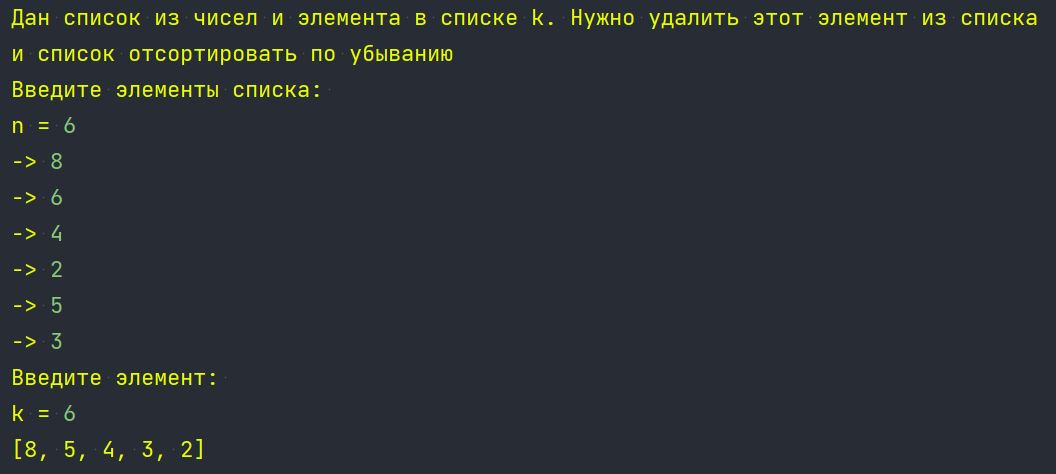 Дан список из чисел и элемента в списке k. Нужно удалить этот элемент из списка
и список отсортировать по убыванию
Введите элементы списка:
n = 6
-> 8
-> 6
-> 4
-> 2
-> 5
-> 3
Введите элемент:
k = 6
[8, 5, 4, 3, 2]